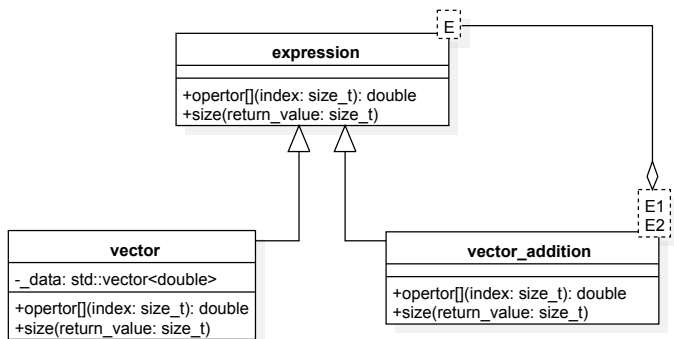 E
expression
+opertor[](index: size_t): double
+size(return_value: size_t)
E1
E2
vector
-_data: std::vector<double>
+opertor[](index: size_t): double
+size(return_value: size_t)
vector_addition
+opertor[](index: size_t): double
+size(return_value: size_t)